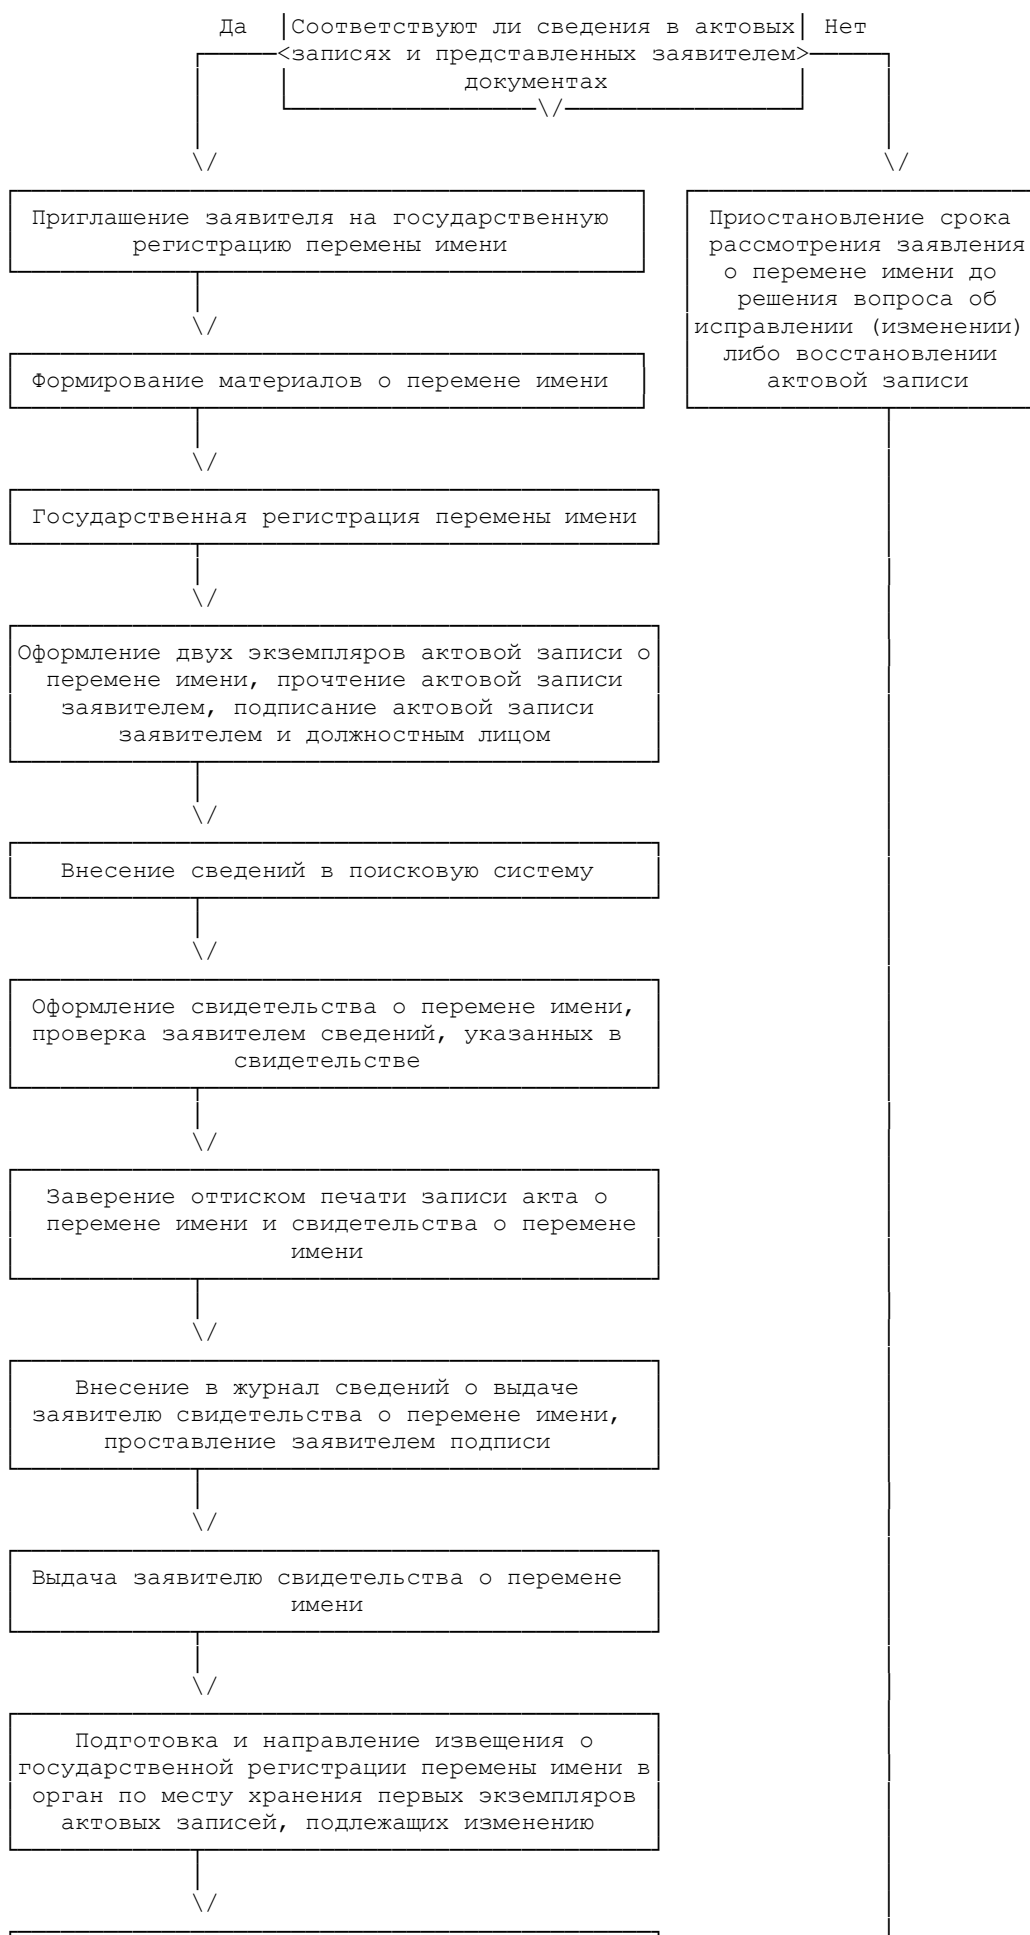 Да Соответствуют ли сведения в актовых Нет
записях и представленных заявителем
документах
Приглашение заявителя на государственную
регистрацию перемены имени
Приостановление срока
рассмотрения заявления
о перемене имени до
решения вопроса об
исправлении (изменении)
либо восстановлении
актовой записи
Формирование материалов о перемене имени
Государственная регистрация перемены имени
Оформление двух экземпляров актовой записи о
перемене имени, прочтение актовой записи
заявителем, подписание актовой записи
заявителем и должностным лицом
Внесение сведений в поисковую систему
Оформление свидетельства о перемене имени,
проверка заявителем сведений, указанных в
свидетельстве
Заверение оттиском печати записи акта о
перемене имени и свидетельства о перемене
имени
Внесение в журнал сведений о выдаче
заявителю свидетельства о перемене имени,
проставление заявителем подписи
Выдача заявителю свидетельства о перемене
имени
Подготовка и направление извещения о
государственной регистрации перемены имени в
орган по месту хранения первых экземпляров
актовых записей, подлежащих изменению